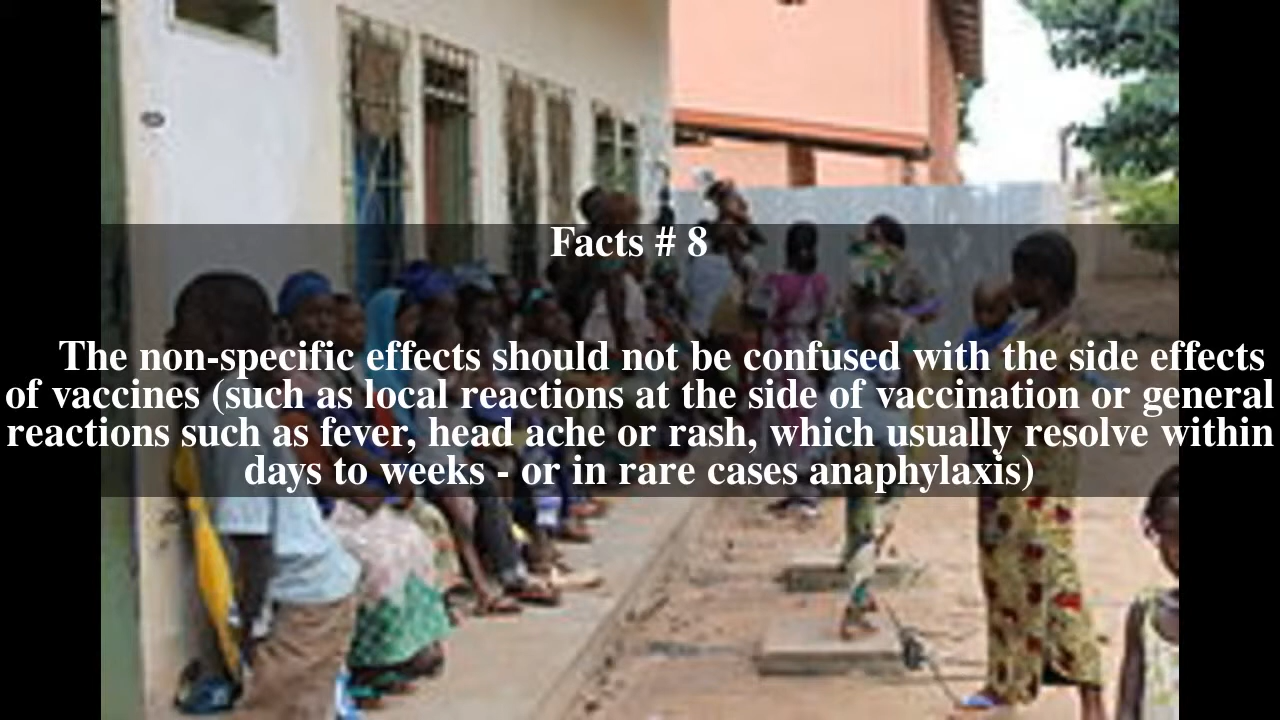 Facts # 8
The non-specific effects should not be confused with the side effects
of vaccines (such as local reactions at the side of vaccination or general
reactions such as fever, head ache or rash, which usually resolve within
days to weeks - or in rare cases anaphylaxis)